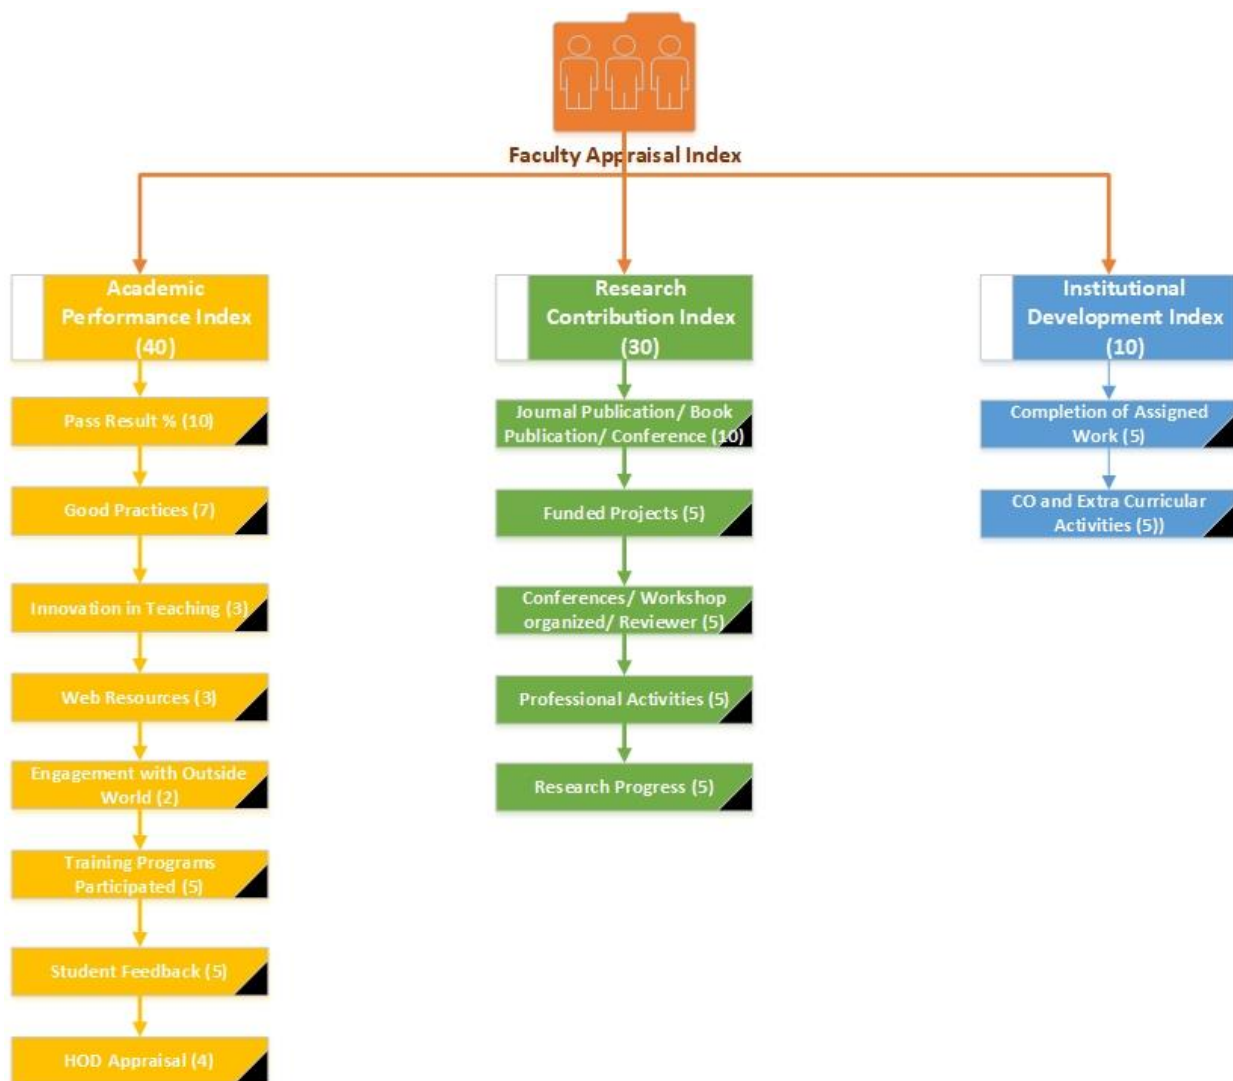 Faculty Appraisal Index
Academic
Performance Index
(40)
Pass Result % (10)
Good Practices (7)
Innovation in Teaching (3)
Web Resources (3)
Engagement with Outside
World (2)
Training Programs
Participated (5)
Student Feedback (5)
HOD Appraisal (4)
Research
Contribution Index
(30)
Journal Publication/ Book
Publication/ Conference (10)
Funded Projects (5)
Conferences/ Workshop
organized/ Reviewer (5)
Professional Activities (5)
Research Progress (5)
Institutional
Development Index
(10)
Completion of Assigned
Work (5)
CO and Extra Curricular
Activities (5))